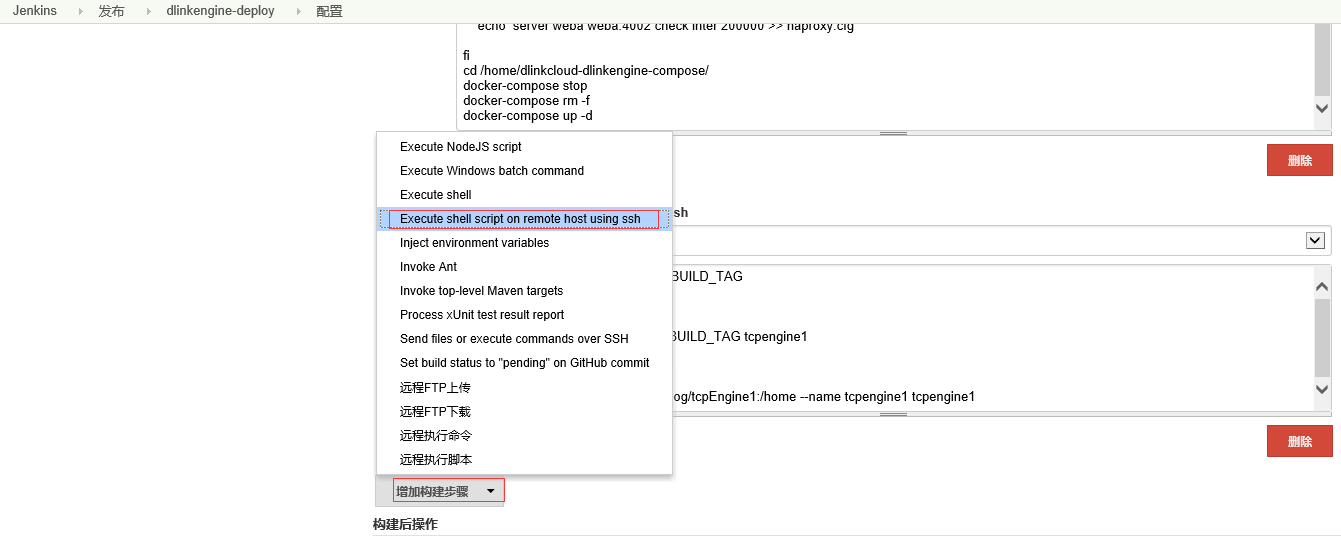 Jenkins 发布 dlinkengine-deploy 配置
echo server weba weba:4002 check inter 200000 >> haproxy.cfg
fi
cd /home/dlinkcloud-dlinkengine-compose/
docker-compose stop
docker-compose rm -f
docker-compose up -d
删除
Execute NodeJS script
Execute Windows batch command
Execute shell
Execute shell script on remote host using ssh
Inject environment variables
Invoke Ant
Invoke top-level Maven targets
Process xUnit test result report
Send files or execute commands over SSH
Set build status to "pending" on GitHub commit
远程FTP上传
远程FTP下载
远程执行命令
远程执行脚本
sh
BUILD_TAG
BUILD_TAG tcpengine1
og/tcpEngine1:/home --name tcpengine1 tcpengine1
删除
增加构建步骤
构建后操作